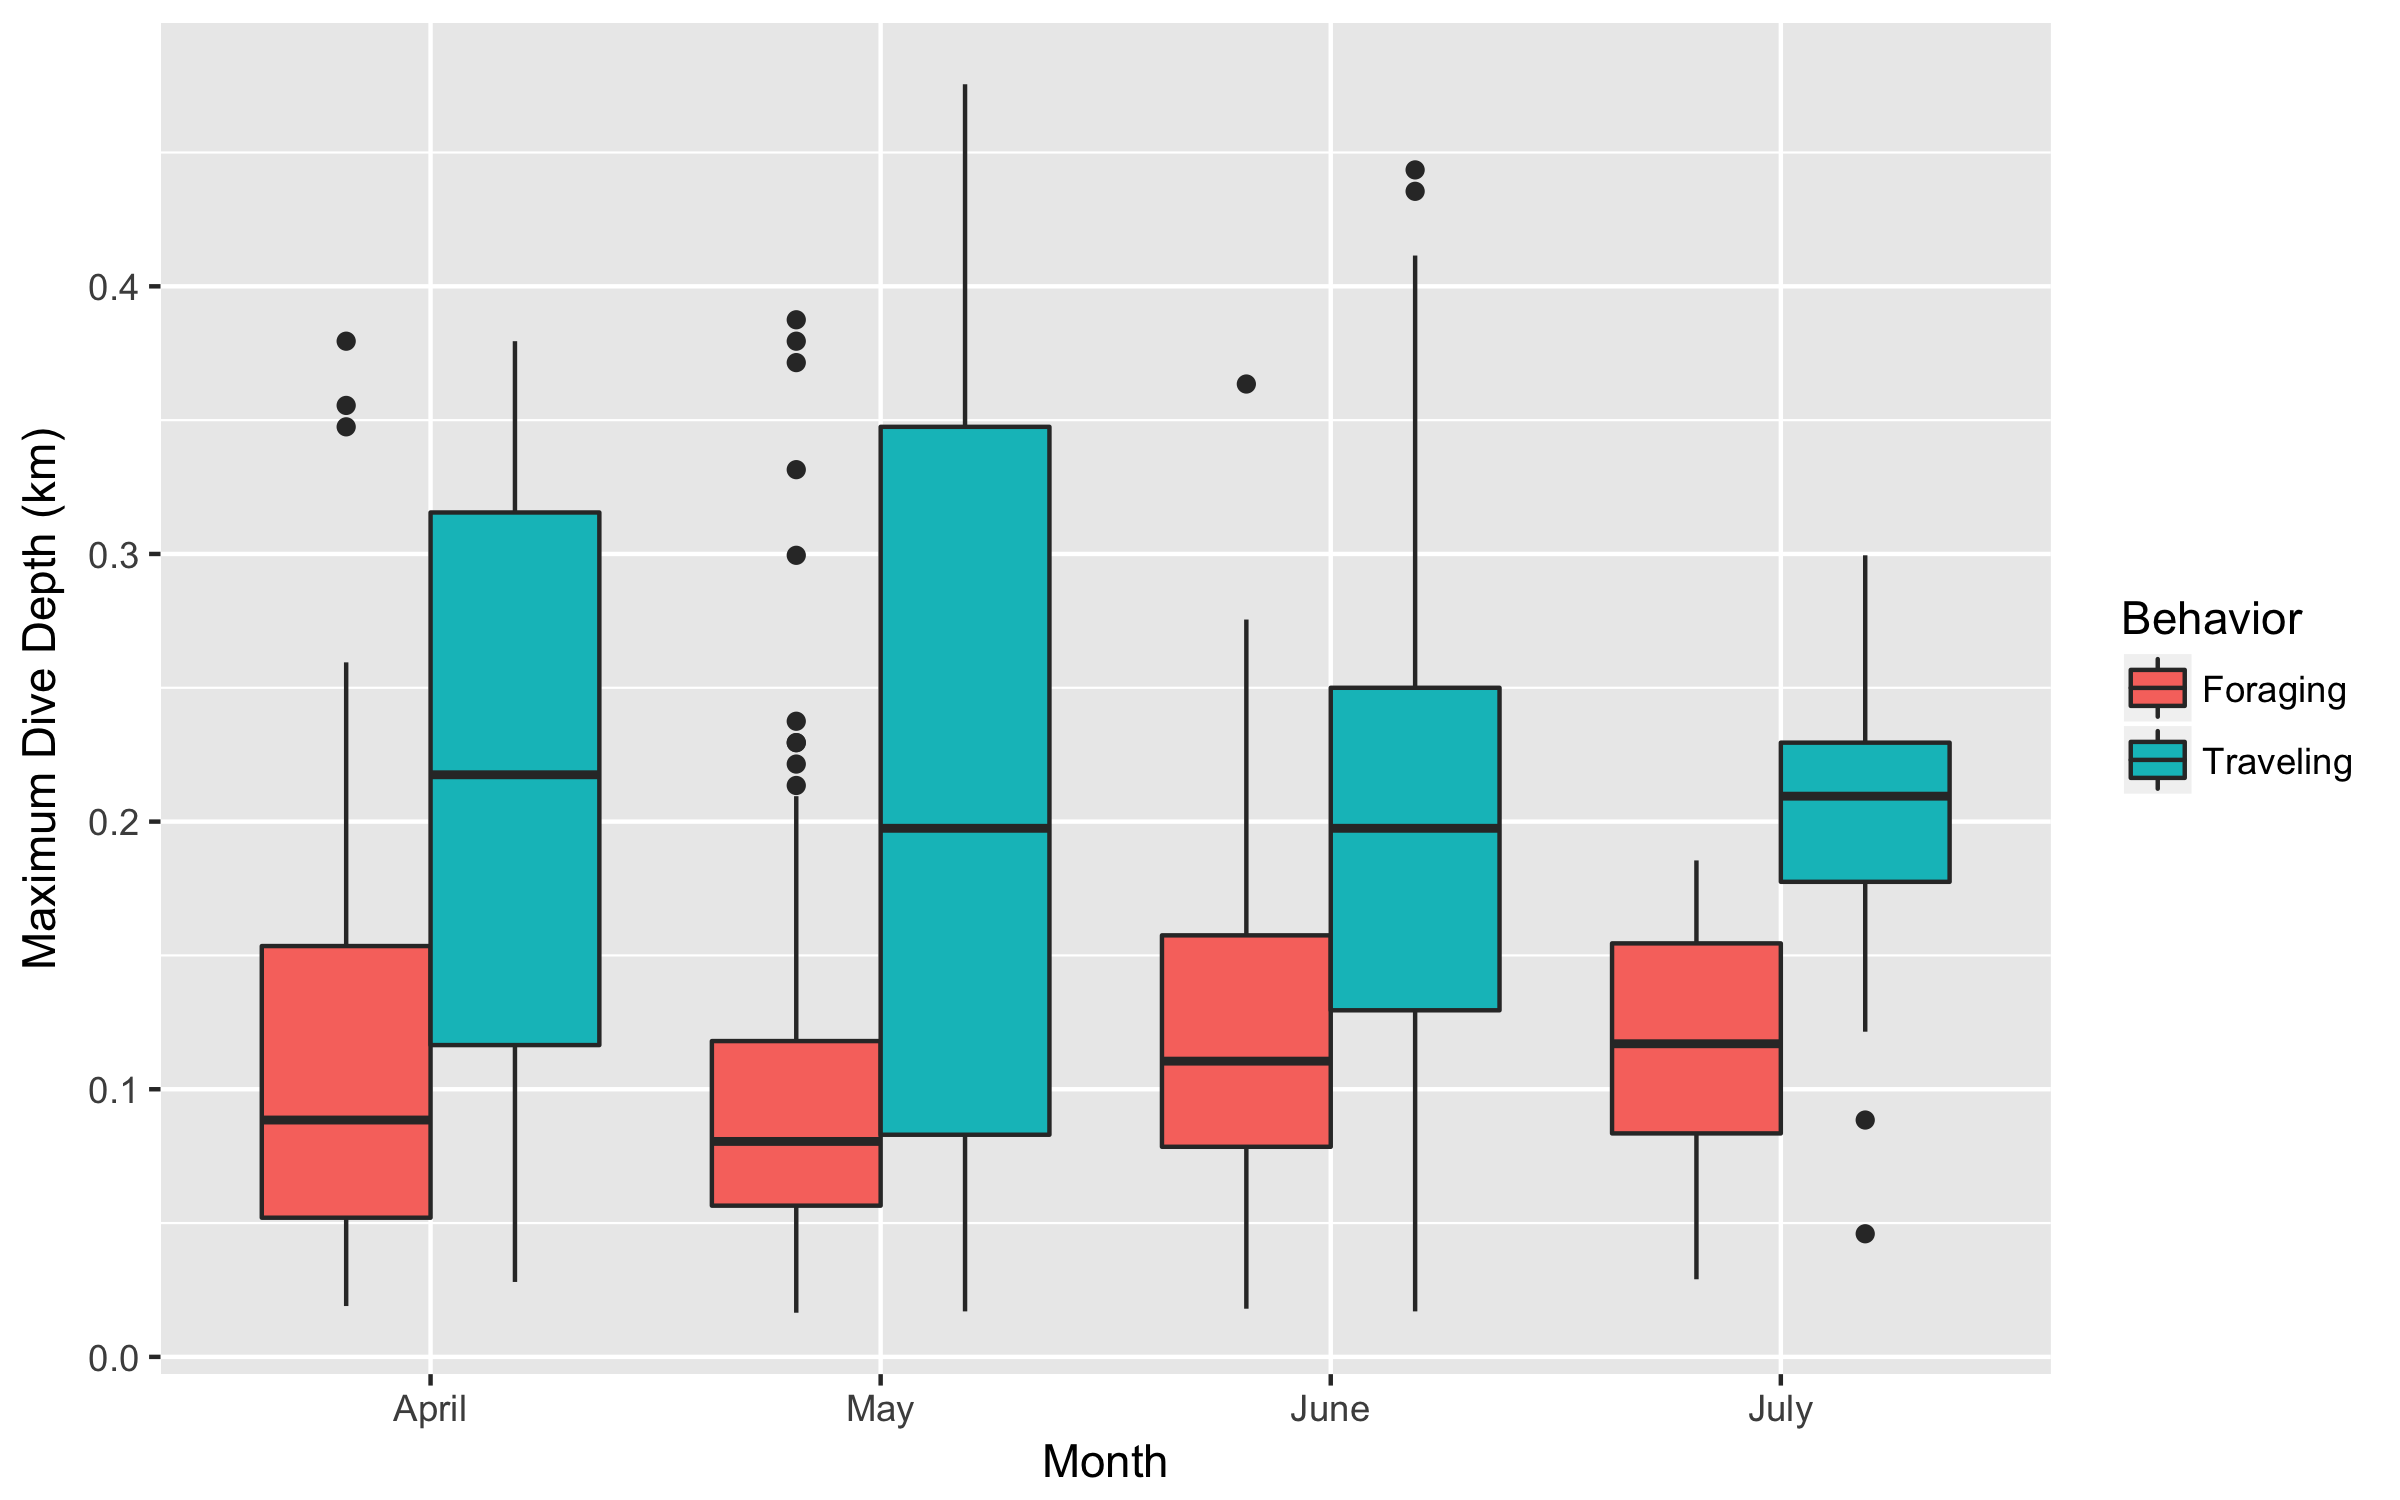 Maximum Dive Depth (km)
0.4
0.3
0.2
0.1
0.0
April May June July
Month
Behavior
Foraging
Traveling